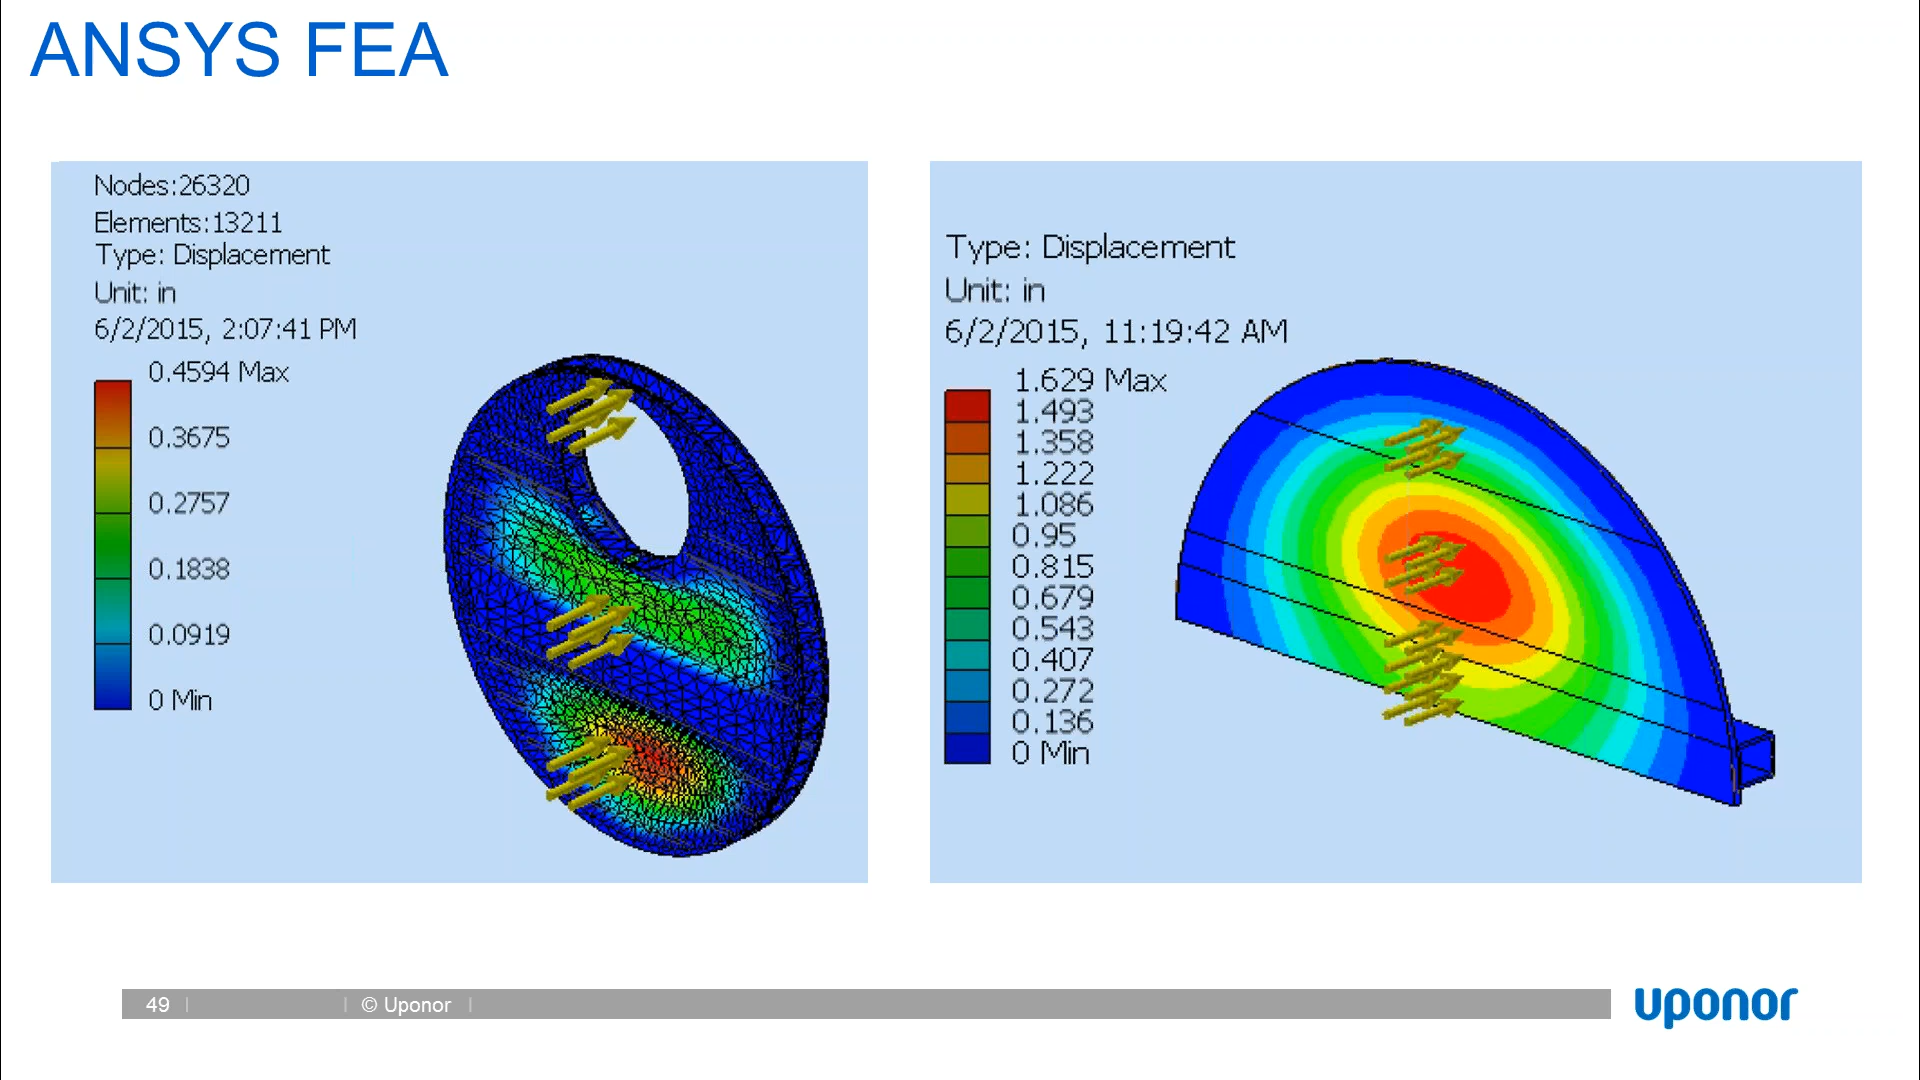 ANSYS FEA
Nodes:26320
Elements:13211
Type: Displacement
Unit: in
6/2/2015, 2:07:41 PM
0.4594 Max
0.3675
0.2757
0.1838
0.0919
0 Min
Type: Displacement
Unit: in
6/2/2015, 11:19:42 AM
1.629 Max
1.493
1.358
1.222
1.086
0.95
0.815
0.679
0.543
0.407
0.272
0.136
0 Min
49 | | © Uponor |
uponor